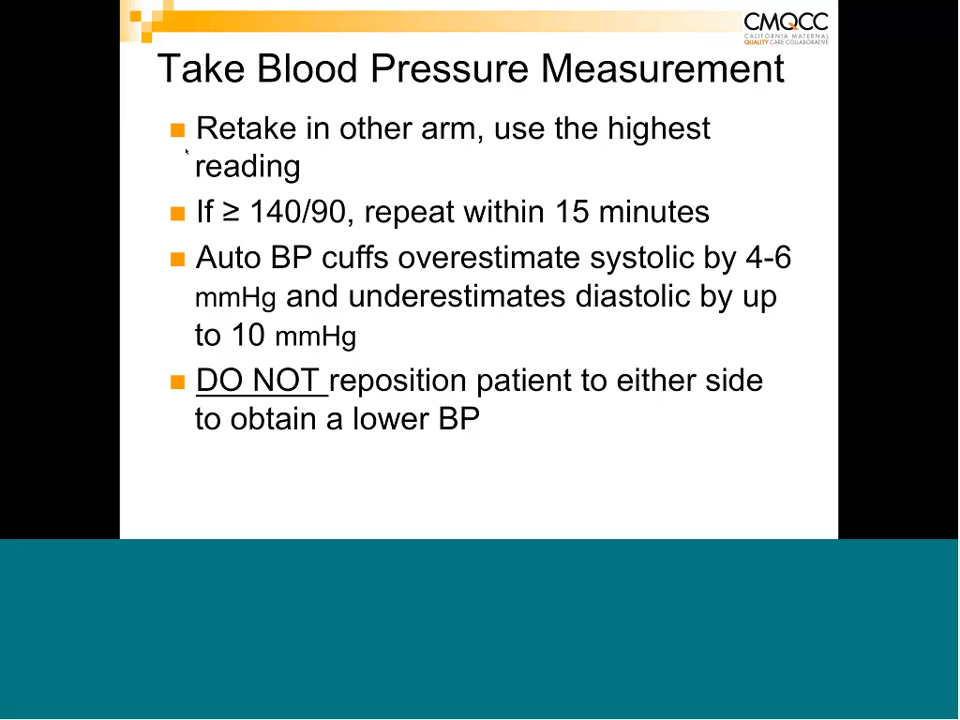 CMQCC
CALIFORNIA MATERNAL
QUALITY CARE COLLABORATIVE
Take Blood Pressure Measurement
Retake in other arm, use the highest
reading
If ≥ 140/90, repeat within 15 minutes
Auto BP cuffs overestimate systolic by 4-6
mmHg and underestimates diastolic by up
to 10 mmHg
DO NOT reposition patient to either side
to obtain a lower BP